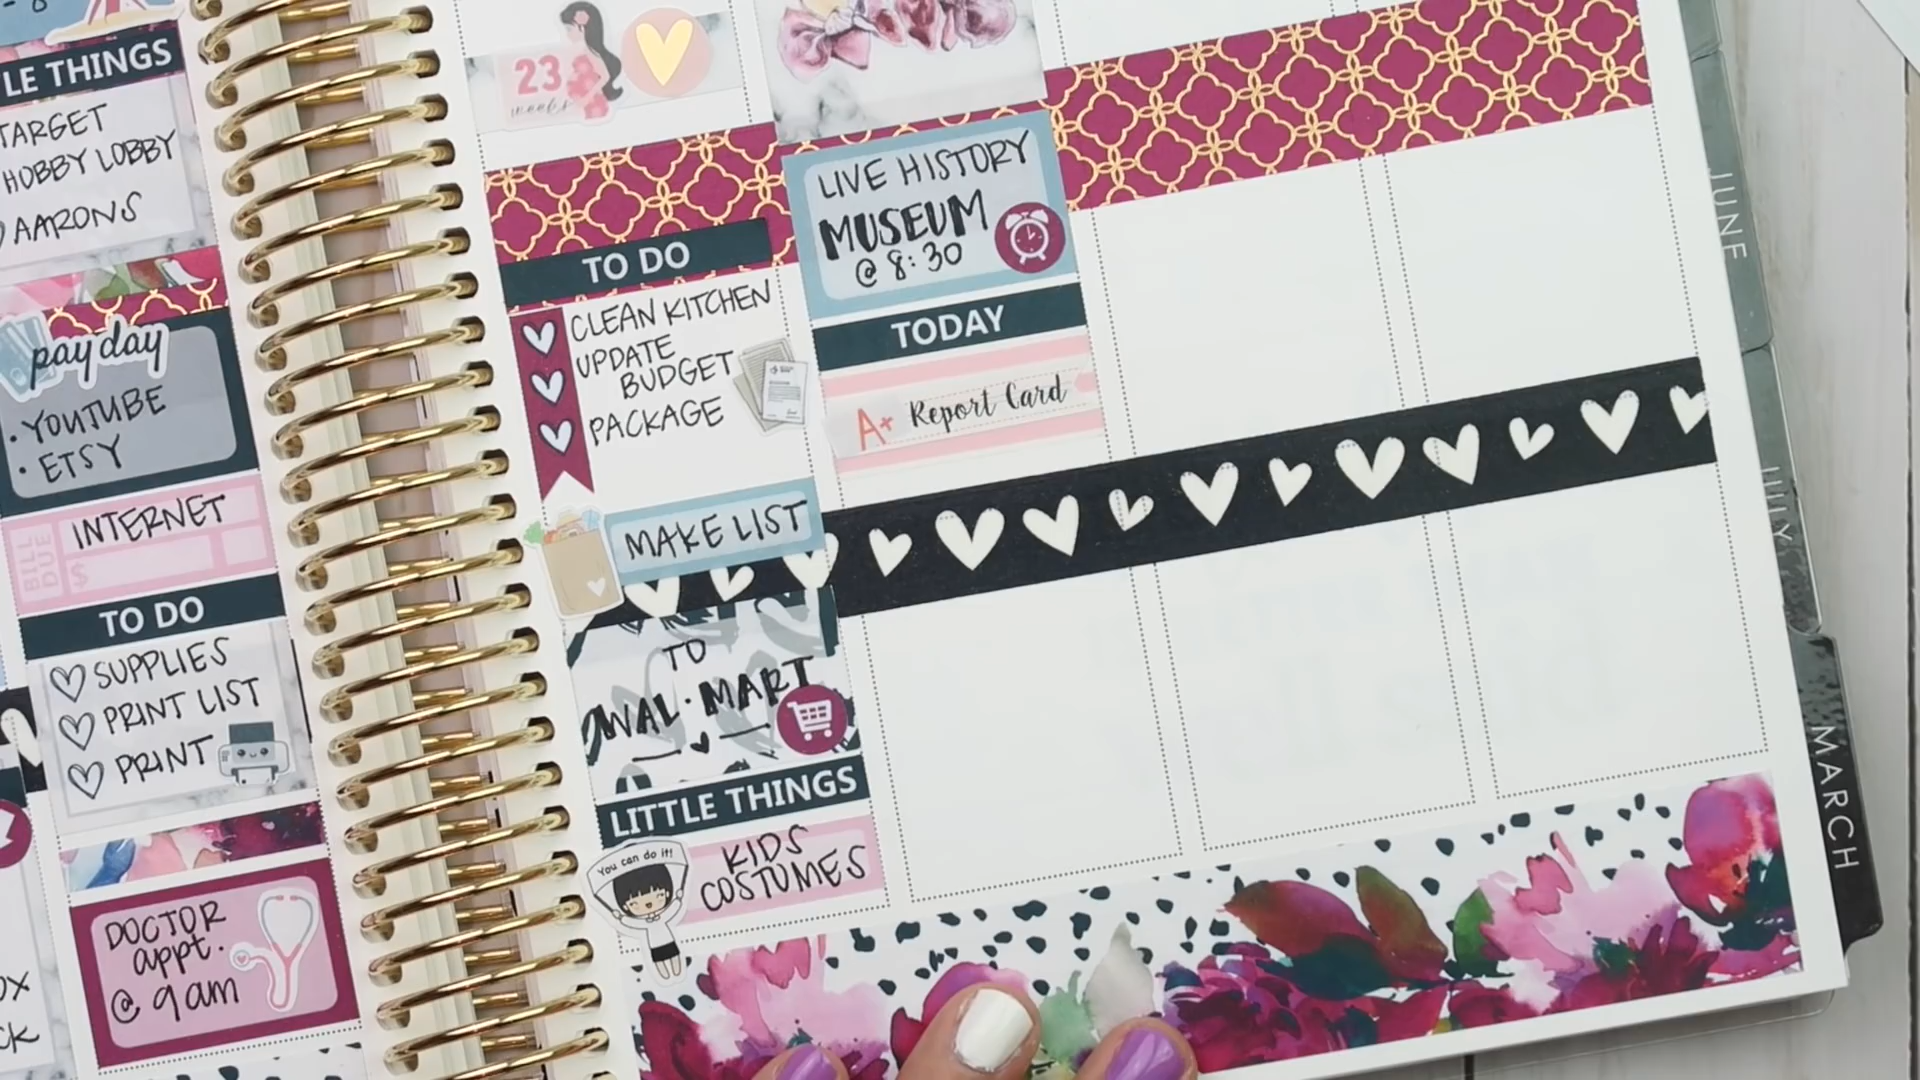 LE THINGS
TARGET
HOBBY LOBBY
AARONS
pay day
• YOUTUBE
• ETSY
INTERNET
BILL
DUE
$
TO DO
SUPPLIES
PRINT LIST
PRINT
DOCTOR
appt.
@ 9am
OX
CK
23
weeks
TO DO
CLEAN KITCHEN
UPDATE
BUDGET
PACKAGE
MAKE LIST
TO
WAL·MART
LITTLE THINGS
You can do it!
KIDS
COSTUMES
LIVE HISTORY
MUSEUM
@ 8:30
TODAY
A+ Report Card
JUNE
JULY
MARCH